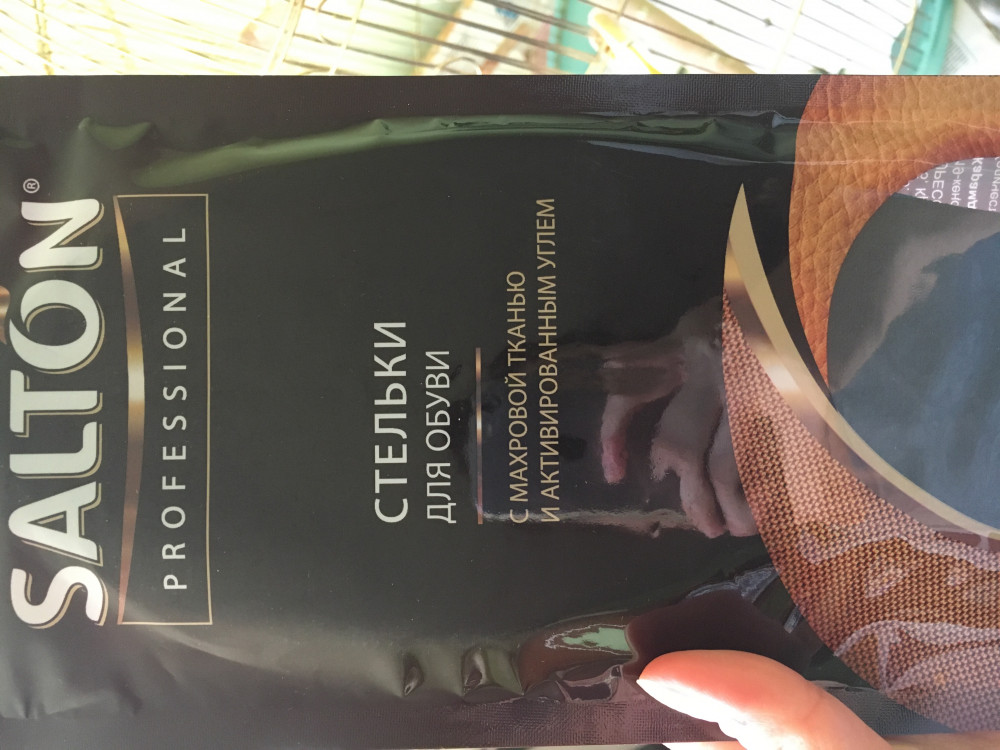 SALTON®
PROFESSIONAL
СТЕЛЬКИ
ДЛЯ ОБУВИ
С МАХРОВОЙ ТКАНЬЮ
И АКТИВИРОВАННЫМ УГЛЕМ